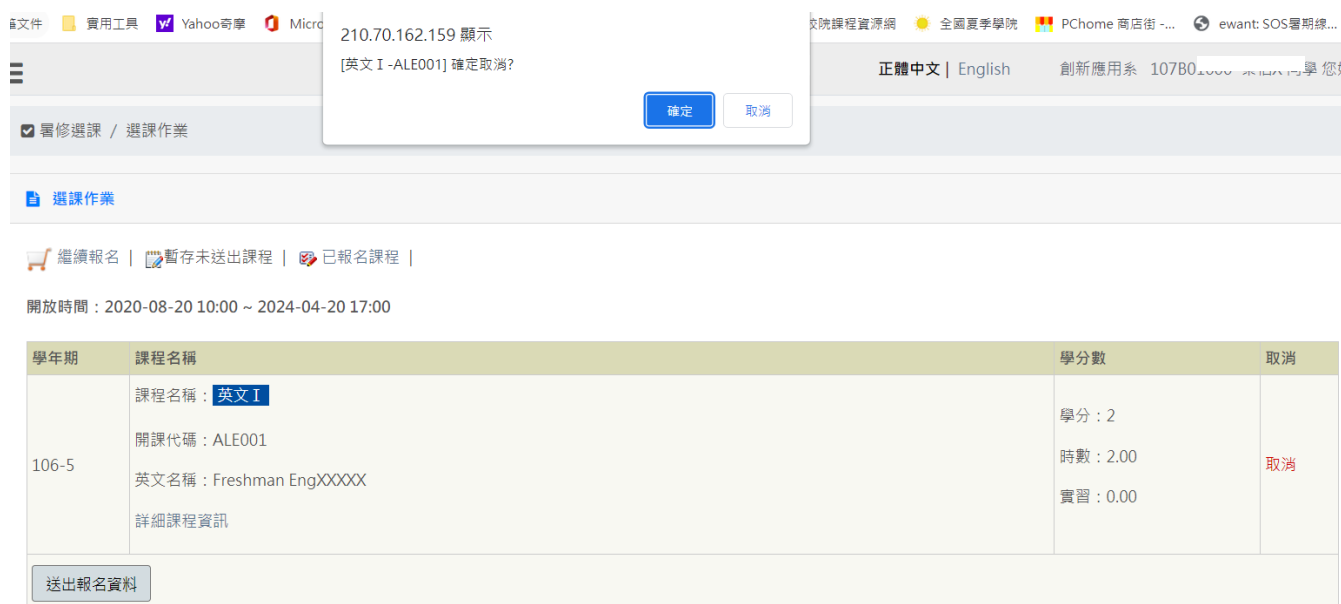 文件 實用工具 Yahoo奇摩 Micro 院課程資源網 全國夏季學院 PChome 商店街 -... ewant: SOS暑期線...
210.70.162.159 顯示
[英文 I -ALE001] 確定取消?
確定 取消
正體中文 | English 創新應用系 同學 您
暑修選課 / 選課作業
選課作業
繼續報名 | 暫存未送出課程 | 已報名課程 |
開放時間：2020-08-20 10:00 ~ 2024-04-20 17:00
學年期 課程名稱 學分數 取消
課程名稱：英文 I
學分：2
開課代碼：ALE001
106-5
時數：2.00
取消
英文名稱：Freshman EngXXXXX
實習：0.00
詳細課程資訊
送出報名資料